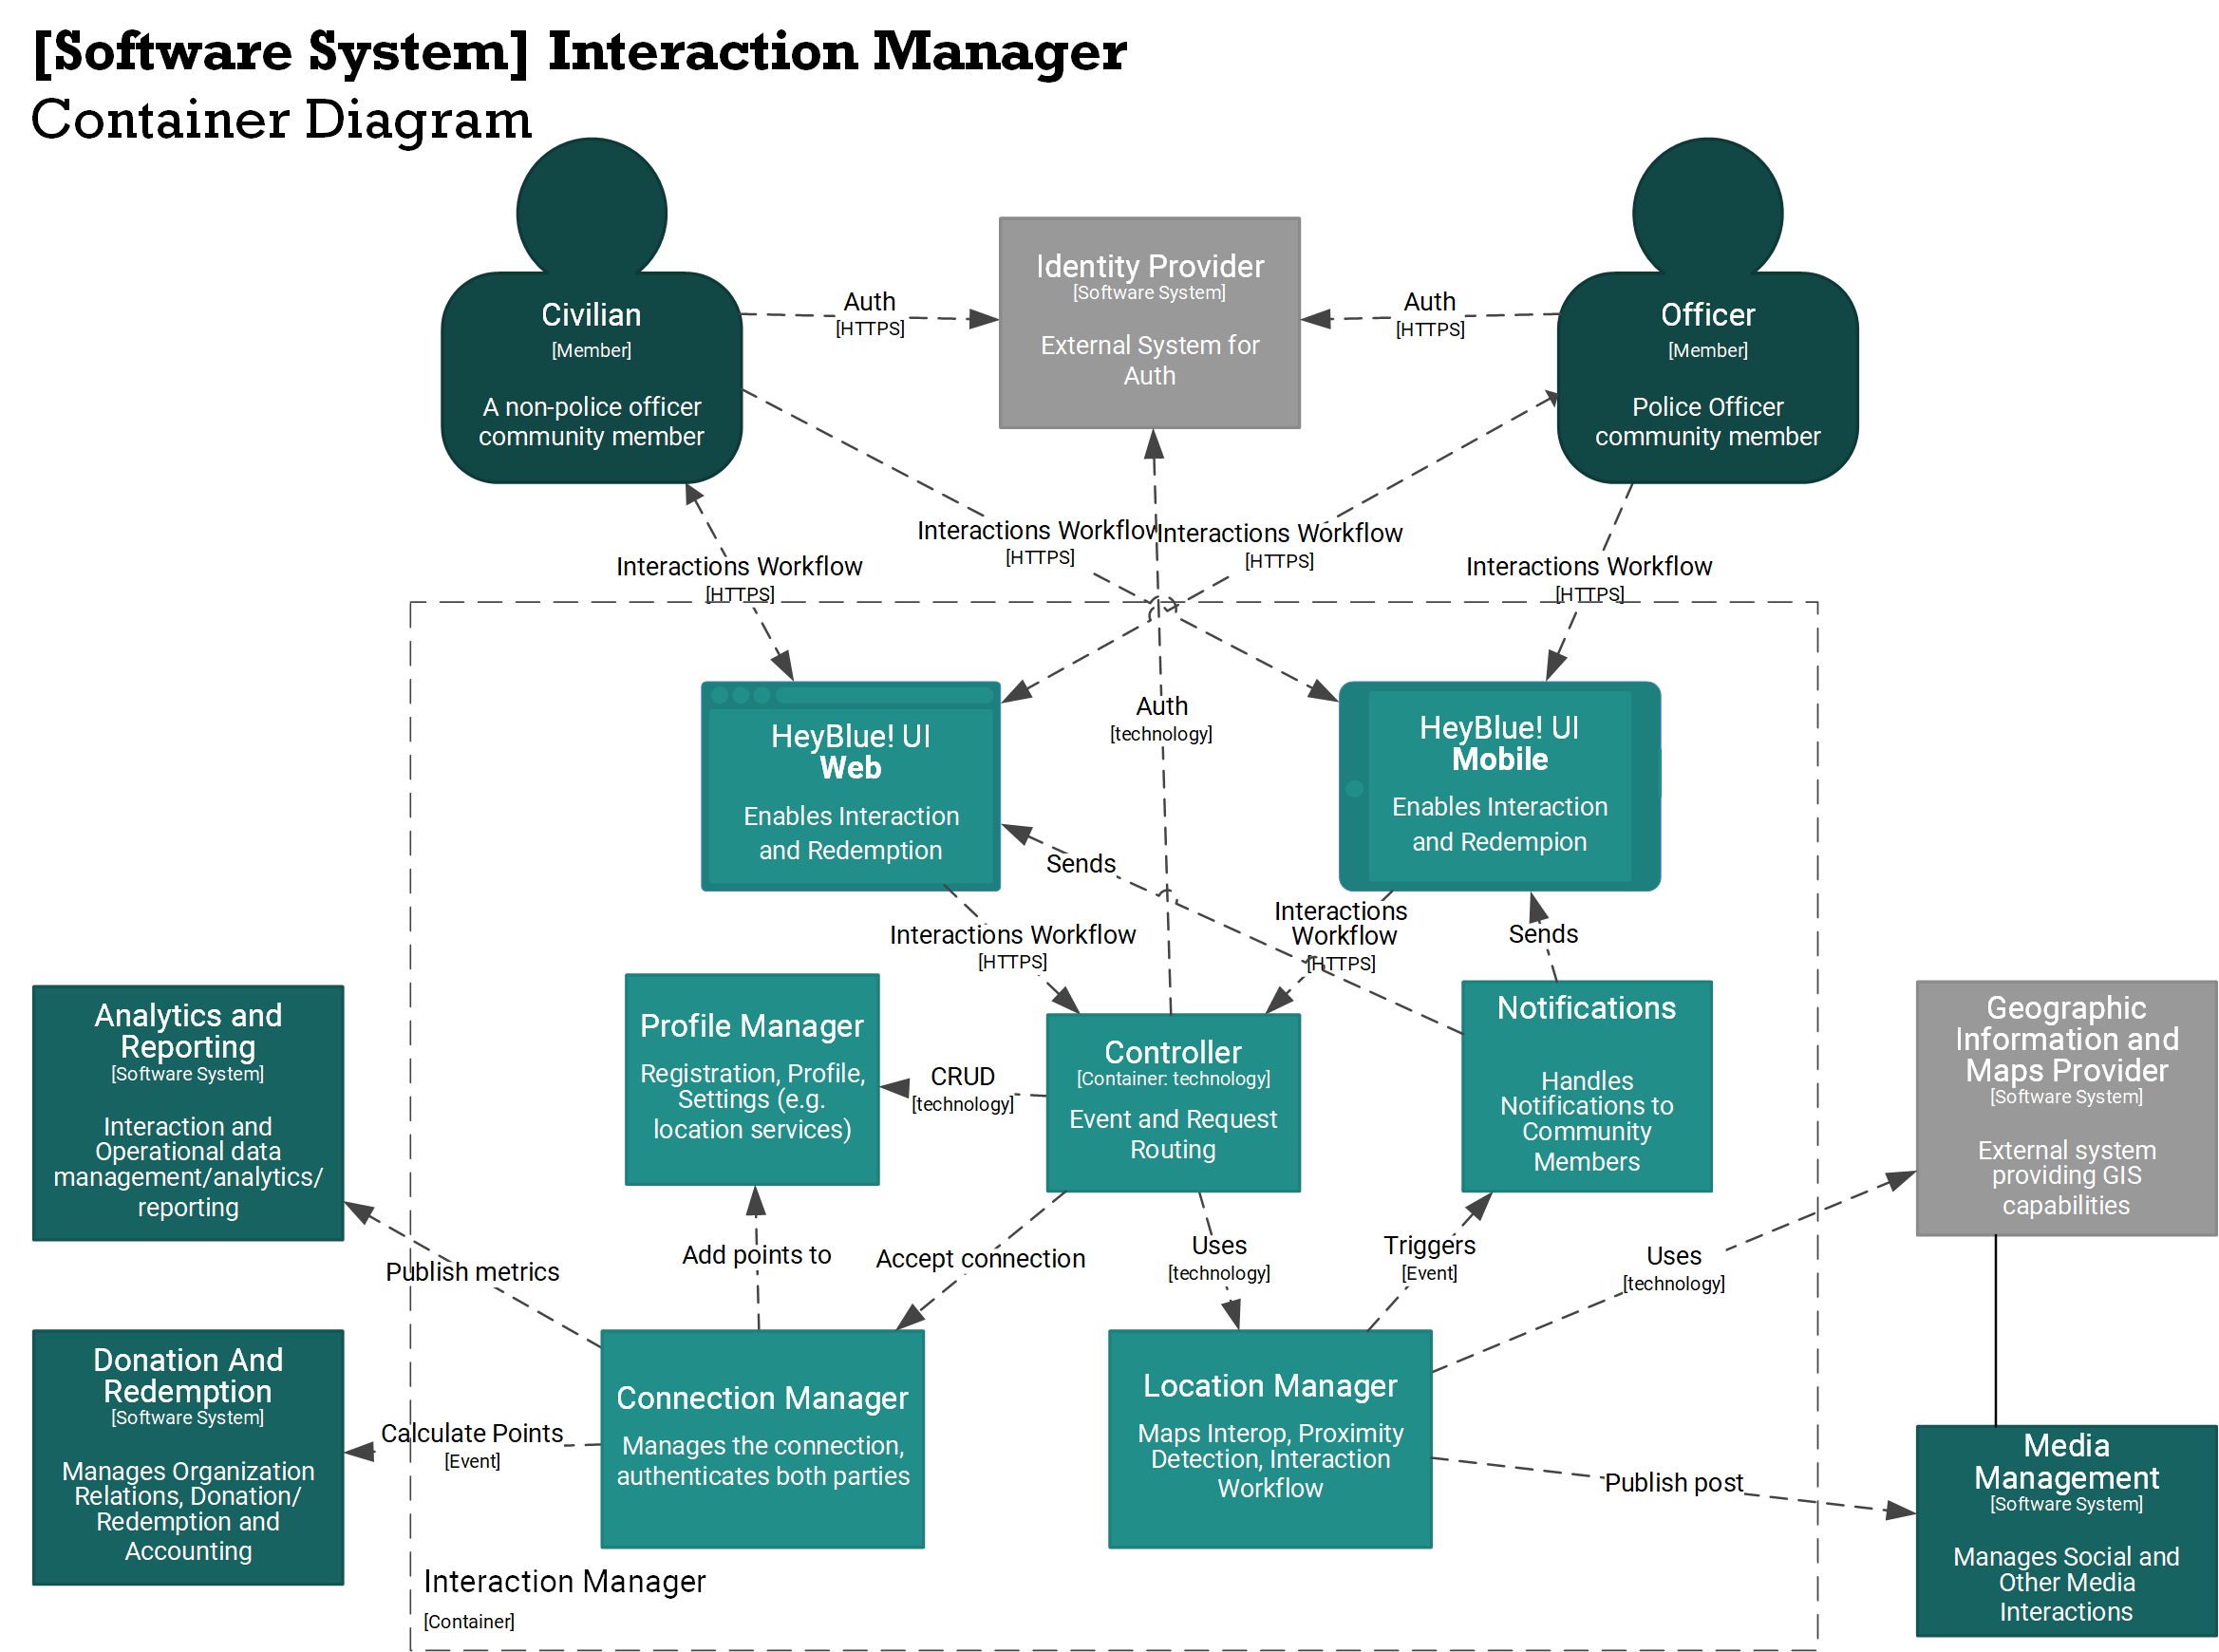 [Software System] Interaction Manager
Container Diagram
Civilian
[Member]
A non-police officer
community member
Auth
[HTTPS]
Identity Provider
[Software System]
External System for
Auth
Auth
[HTTPS]
Officer
[Member]
Police Officer
community member
Interactions Workflow
[HTTPS]
Interactions Workflow
[HTTPS]
Interactions Workflow
[HTTPS]
Interactions Workflow
[HTTPS]
HeyBlue! UI
Web
Enables Interaction
and Redemption
Auth
[technology]
HeyBlue! UI
Mobile
Enables Interaction
and Redempion
Sends
Interactions Workflow
[HTTPS]
Interactions
Workflow
[HTTPS]
Sends
Analytics and
Reporting
[Software System]
Interaction and
Operational data
management/analytics/
reporting
Profile Manager
Registration, Profile,
Settings (e.g.
location services)
CRUD
[technology]
Controller
[Container: technology]
Event and Request
Routing
Notifications
Handles
Notifications to
Community
Members
Geographic
Information and
Maps Provider
[Software System]
External system
providing GIS
capabilities
Publish metrics
Add points to
Accept connection
Uses
[technology]
Triggers
[Event]
Uses
[technology]
Donation And
Redemption
[Software System]
Manages Organization
Relations, Donation/
Redemption and
Accounting
Calculate Points
[Event]
Connection Manager
Manages the connection,
authenticates both parties
Location Manager
Maps Interop, Proximity
Detection, Interaction
Workflow
Publish post
Media
Management
[Software System]
Manages Social and
Other Media
Interactions
Interaction Manager
[Container]